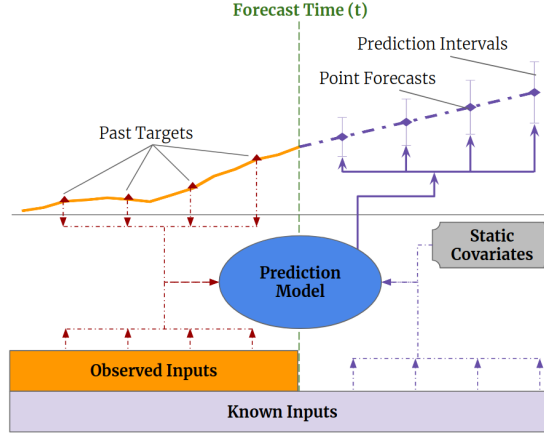 Forecast Time (t)
Prediction Intervals
Point Forecasts
Past Targets
Static
Covariates
Prediction
Model
Observed Inputs
Known Inputs